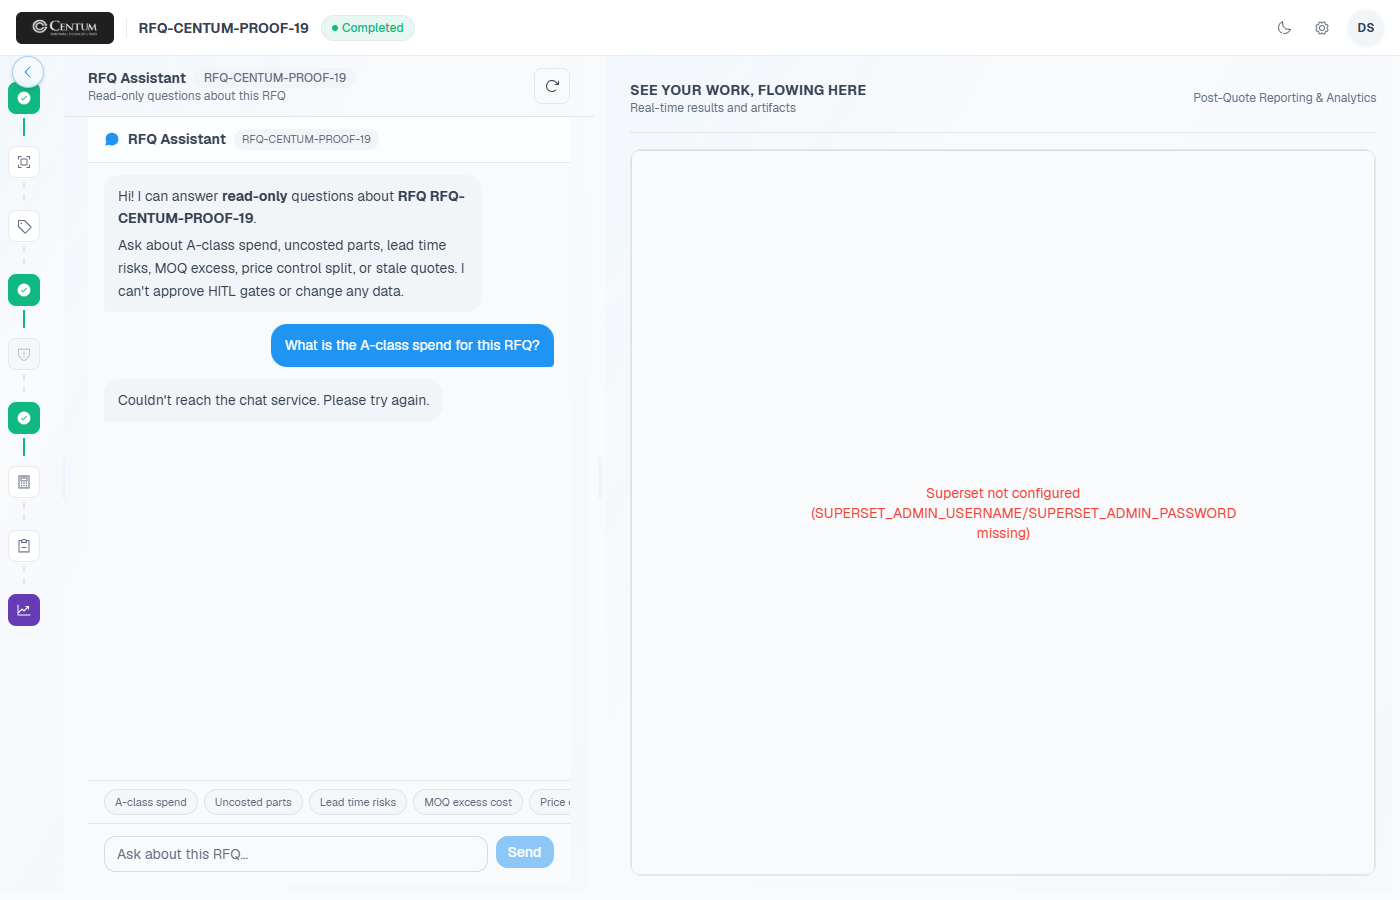 CENTUM
RFQ-CENTUM-PROOF-19
Completed
DS
RFQ Assistant
RFQ-CENTUM-PROOF-19
Read-only questions about this RFQ
RFQ Assistant
RFQ-CENTUM-PROOF-19
Hi! I can answer read-only questions about RFQ RFQ-
CENTUM-PROOF-19.
Ask about A-class spend, uncosted parts, lead time
risks, MOQ excess, price control split, or stale quotes. I
can't approve HITL gates or change any data.
What is the A-class spend for this RFQ?
Couldn't reach the chat service. Please try again.
A-class spend
Uncosted parts
Lead time risks
MOQ excess cost
Price
Ask about this RFQ...
Send
SEE YOUR WORK, FLOWING HERE
Real-time results and artifacts
Post-Quote Reporting & Analytics
Superset not configured
(SUPERSET_ADMIN_USERNAME/SUPERSET_ADMIN_PASSWORD
missing)